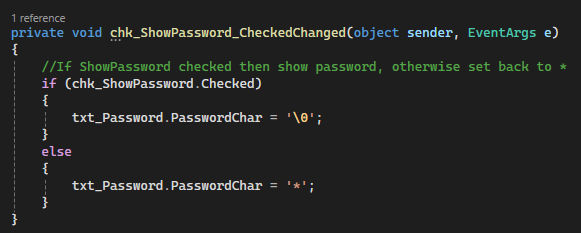 1 reference
private void chk_ShowPassword_CheckedChanged(object sender, EventArgs e)
{
    //If ShowPassword checked then show password, otherwise set back to *
    if (chk_ShowPassword.Checked)
    {
        txt_Password.PasswordChar = '\0';
    }
    else
    {
        txt_Password.PasswordChar = '*';
    }
}